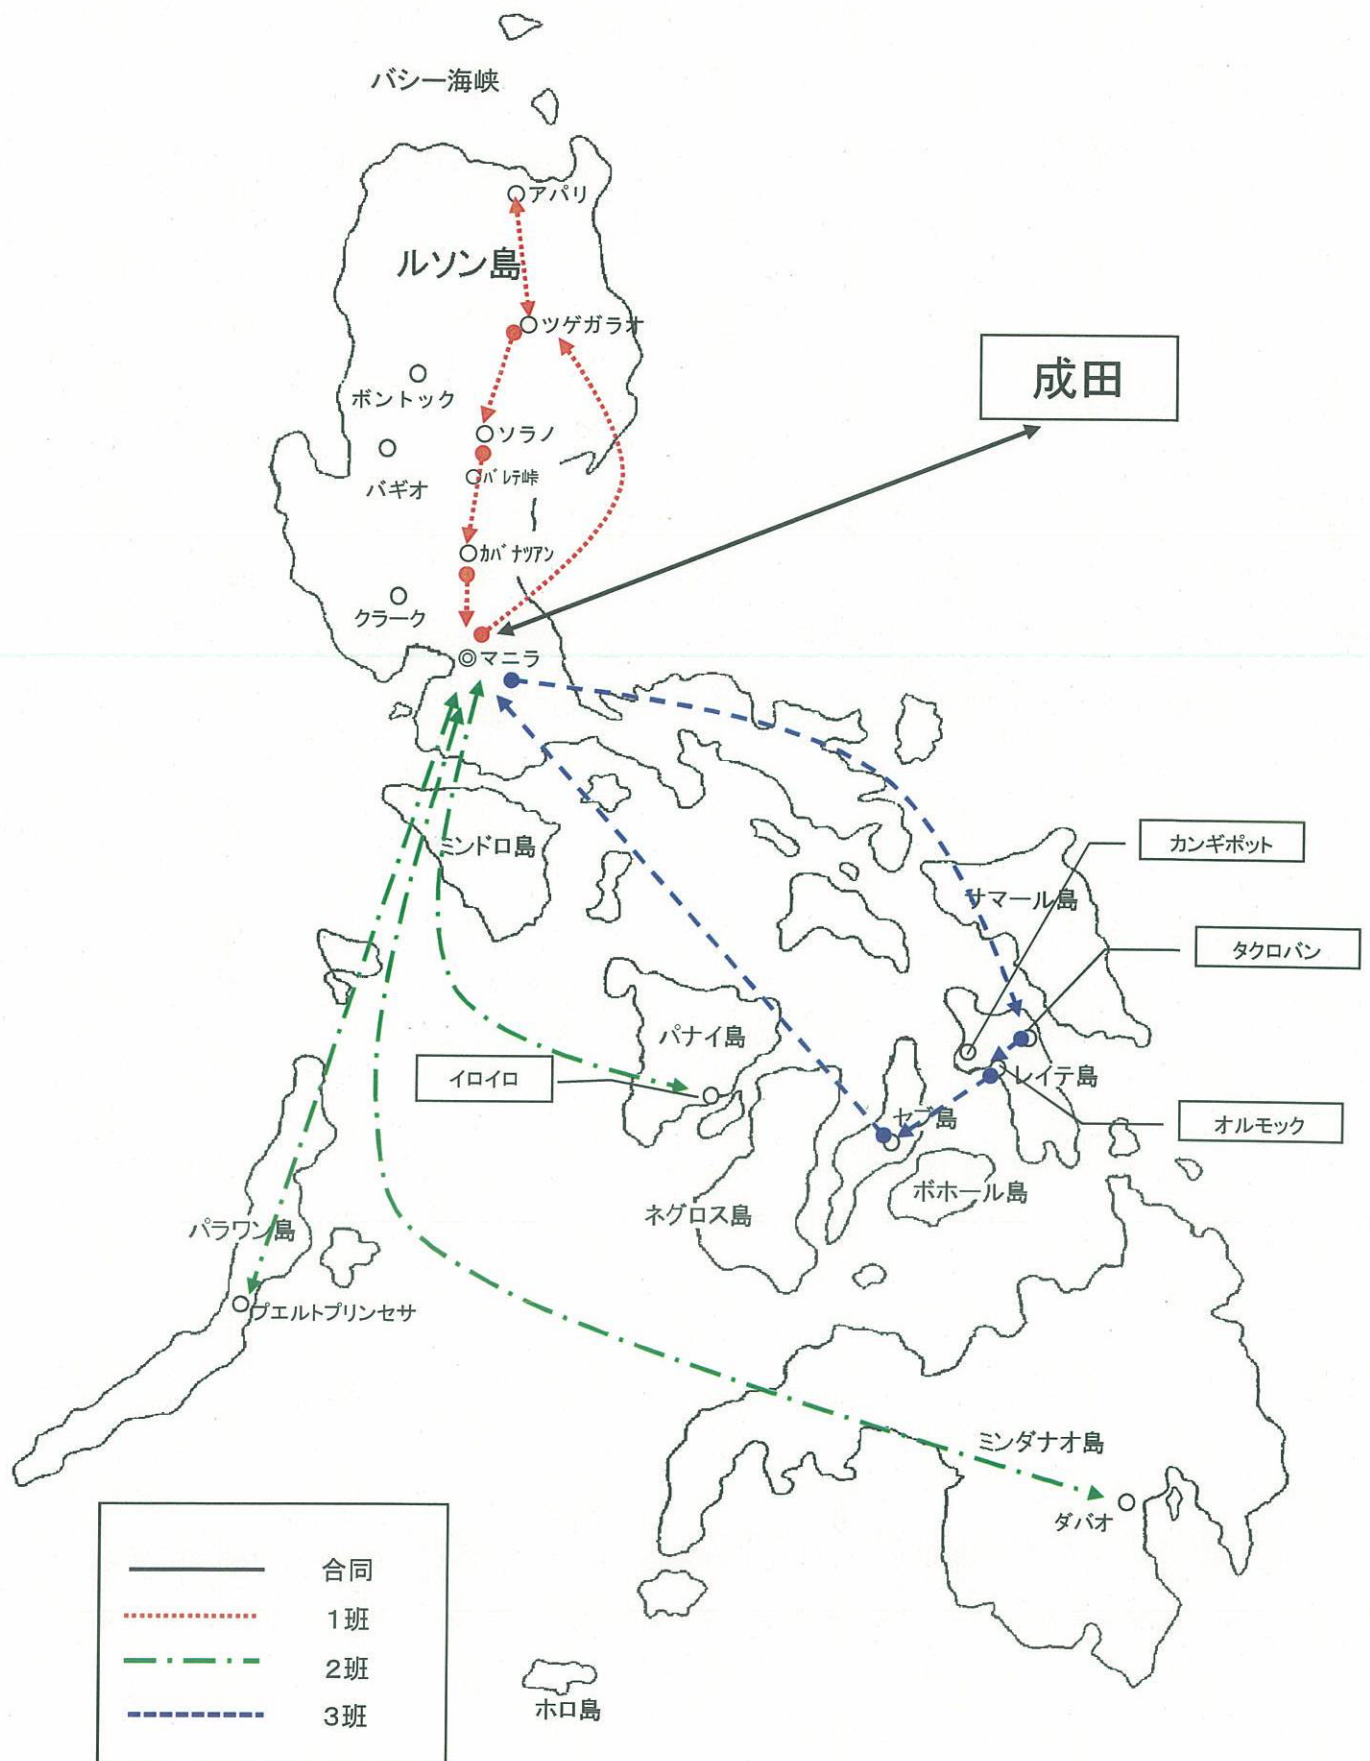 バシー海峡
アパリ
ルソン島
ツゲガラオ
成田
ボントック
ソラノ
バレテ峠
バギオ
カバナツアン
クラーク
マニラ
ミンドロ島
カンギポット
サマール島
タクロバン
パナイ島
イロイロ
レイテ島
セブ島
オルモック
ボホール島
ネグロス島
パラワン島
プエルトプリンセサ
ミンダナオ島
ダバオ
合同
1班
2班
3班
ホロ島